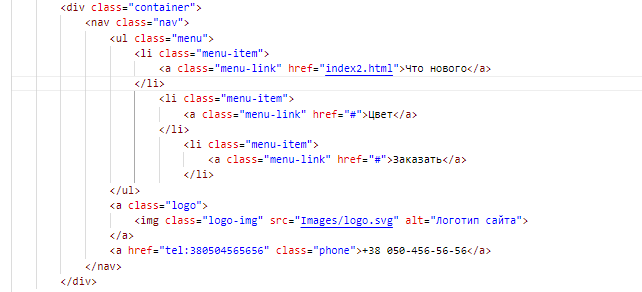 <div class="container">
<nav class="nav">
<ul class="menu">
<li class="menu-item">
<a class="menu-link" href="index2.html">Что нового</a>
</li>
<li class="menu-item">
<a class="menu-link" href="#">Цвет</a>
</li>
<li class="menu-item">
<a class="menu-link" href="#">Заказать</a>
</li>
</ul>
<a class="logo">
<img class="logo-img" src="Images/logo.svg" alt="Логотип сайта">
</a>
<a href="tel:380504565656" class="phone">+38 050-456-56-56</a>
</nav>
</div>